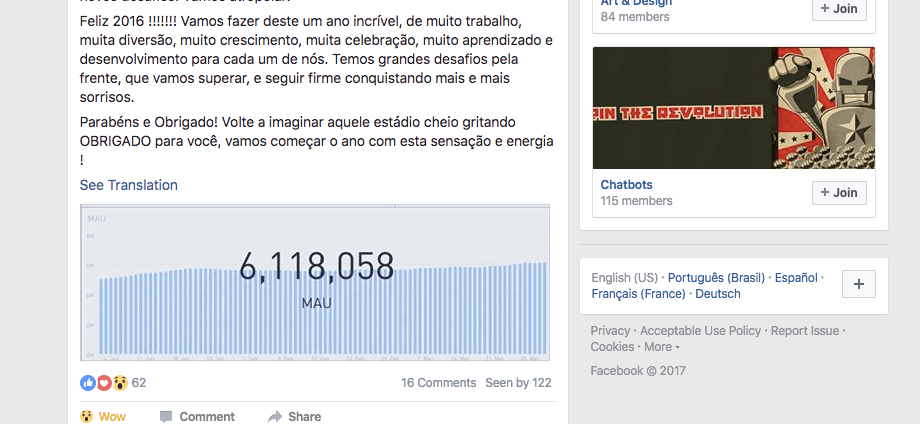 Feliz 2016 !!!!!!! Vamos fazer deste um ano incrível, de muito trabalho,
muita diversão, muito crescimento, muita celebração, muito aprendizado e
desenvolvimento para cada um de nós. Temos grandes desafios pela
frente, que vamos superar, e seguir firme conquistando mais e mais
sorrisos.
Parabéns e Obrigado! Volte a imaginar aquele estádio cheio gritando
OBRIGADO para você, vamos começar o ano com esta sensação e energia
!
See Translation
MAU
6,118,058
MAU
62
16 Comments Seen by 122
Wow Comment Share
Art & Design
84 members
+ Join
IN THE REVOLUTION
Chatbots
115 members
+ Join
English (US) · Português (Brasil) · Español ·
Français (France) · Deutsch
+
Privacy · Acceptable Use Policy · Report Issue ·
Cookies · More
Facebook © 2017